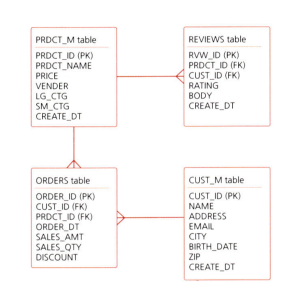 PRDCT_M table
PRDCT_ID (PK)
PRDCT_NAME
PRICE
VENDER
LG_CTG
SM_CTG
CREATE_DT
REVIEWS table
RVW_ID (PK)
PRDCT_ID (FK)
CUST_ID (FK)
RATING
BODY
CREATE_DT
ORDERS table
ORDER_ID (PK)
CUST_ID (FK)
PRDCT_ID (FK)
ORDER_DT
SALES_AMT
SALES_QTY
DISCOUNT
CUST_M table
CUST_ID (PK)
NAME
ADDRESS
EMAIL
CITY
BIRTH_DATE
ZIP
CREATE_DT